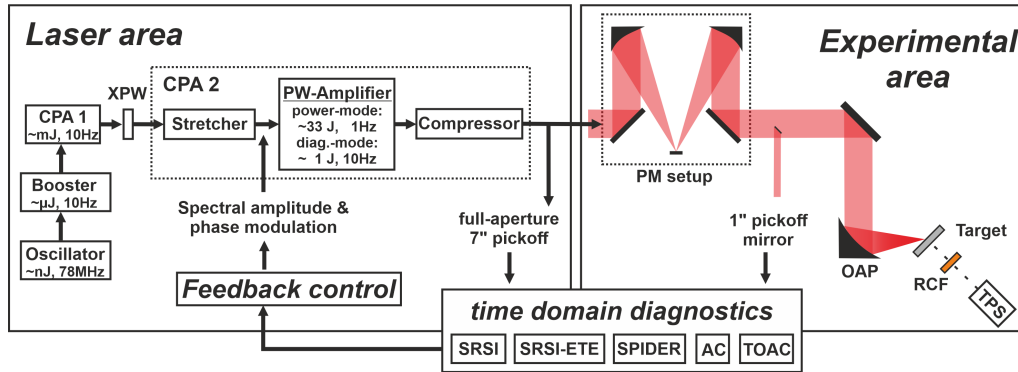 Laser area
Experimental
area
XPW
CPA 2
CPA 1
~mJ, 10Hz
Stretcher
PW-Amplifier
power-mode:
~33 J, 1Hz
diag.-mode:
~ 1 J, 10Hz
Compressor
PM setup
Booster
~µJ, 10Hz
Spectral amplitude &
phase modulation
full-aperture
7" pickoff
1" pickoff
mirror
Oscillator
~nJ, 78MHz
Target
OAP
RCF
TPS
Feedback control
time domain diagnostics
SRSI
SRSI-ETE
SPIDER
AC
TOAC